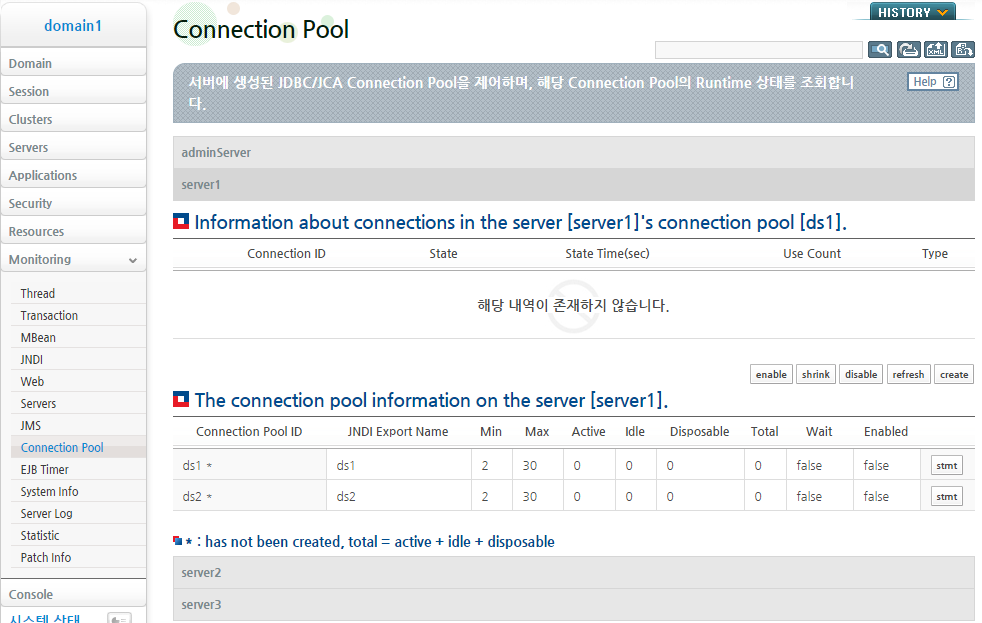 domain1
Domain
Session
Clusters
Servers
Applications
Security
Resources
Monitoring
Thread
Transaction
MBean
JNDI
Web
Servers
JMS
Connection Pool
EJB Timer
System Info
Server Log
Statistic
Patch Info
Console
시스템 상태
HISTORY
Connection Pool
서버에 생성된 JDBC/JCA Connection Pool을 제어하며, 해당 Connection Pool의 Runtime 상태를 조회합니
다.
Help ?
adminServer
server1
Information about connections in the server [server1]'s connection pool [ds1].
Connection ID State State Time(sec) Use Count Type
해당 내역이 존재하지 않습니다.
enable shrink disable refresh create
The connection pool information on the server [server1].
Connection Pool ID JNDI Export Name Min Max Active Idle Disposable Total Wait Enabled
ds1 * ds1 2 30 0 0 0 0 false false stmt
ds2 * ds2 2 30 0 0 0 0 false false stmt
* : has not been created, total = active + idle + disposable
server2
server3